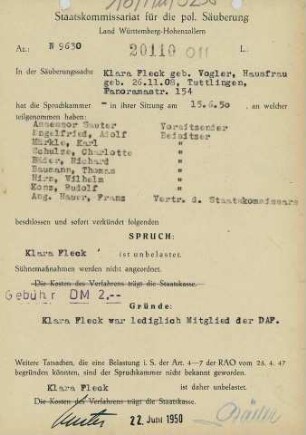 Staatskommissariat für die pol. Säuberung
Land Württemberg-Hohenzollern
Az.: N 9630 20110 011 L:
In der Säuberungssache Klara Fleck geb. Vogler, Hausfrau
geb. 26.11.08, Tuttlingen,
Panoramastr. 154
hat die Spruchkammer - in ihrer Sitzung am 15.6.50, an welcher
teilgenommen haben:
Assessor Sauter Vorsitzender
Engelfried, Adolf Beisitzer
Märkle, Karl "
Schulze, Charlotte "
Richard "
Baumann, Thomas "
Hirn, Wilhelm "
Konz, Rudolf "
Ang. Bauer, Franz Vertr. d. Staatskommissars
beschlossen und sofort verkündet folgenden
SPRUCH:
Klara Fleck ist unbelastet.
Sühnemaßnahmen werden nicht angeordnet.
Die Kosten des Verfahrens trägt die Staatskasse.
Gebühr DM 2.--
Gründe:
Klara Fleck war lediglich Mitglied der DAF.
Weitere Tatsachen, die eine Belastung i. S. der Art. 4-7 der RAO vom 25. 4. 47
begründen könnten, sind der Spruchkammer nicht bekannt geworden.
Klara Fleck ist daher unbelastet.
Die Kosten des Verfahrens trägt die Staatskasse.
22. Juni 1950